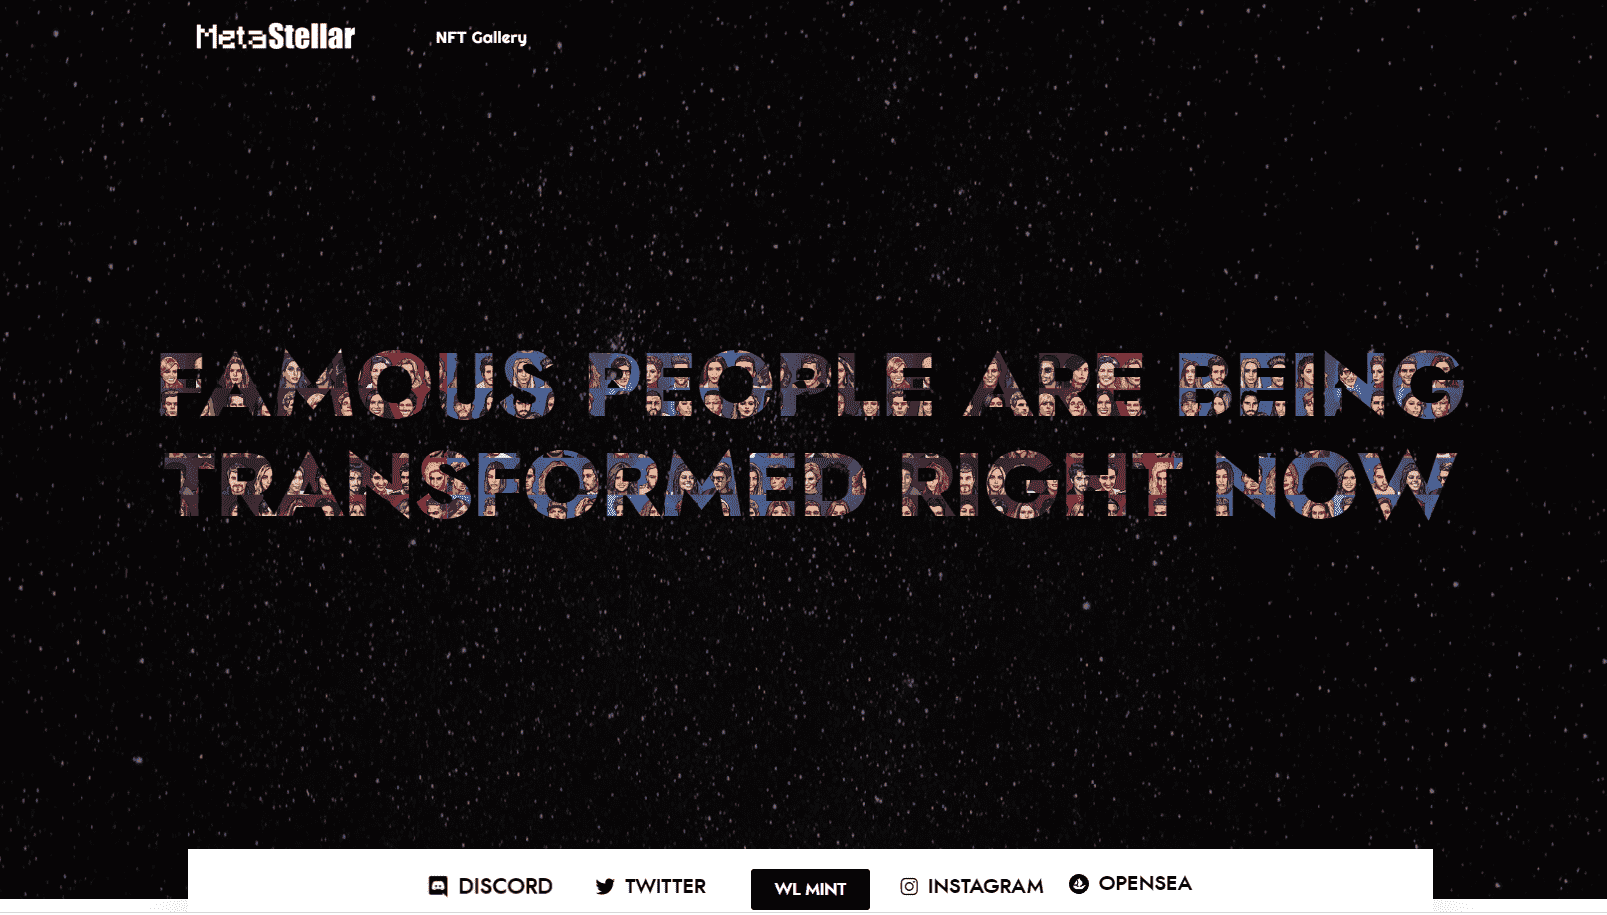 MetaStellar
NFT Gallery
FAMOUS PEOPLE ARE BEING
TRANSFORMED RIGHT NOW
DISCORD
TWITTER
WL MINT
INSTAGRAM
OPENSEA